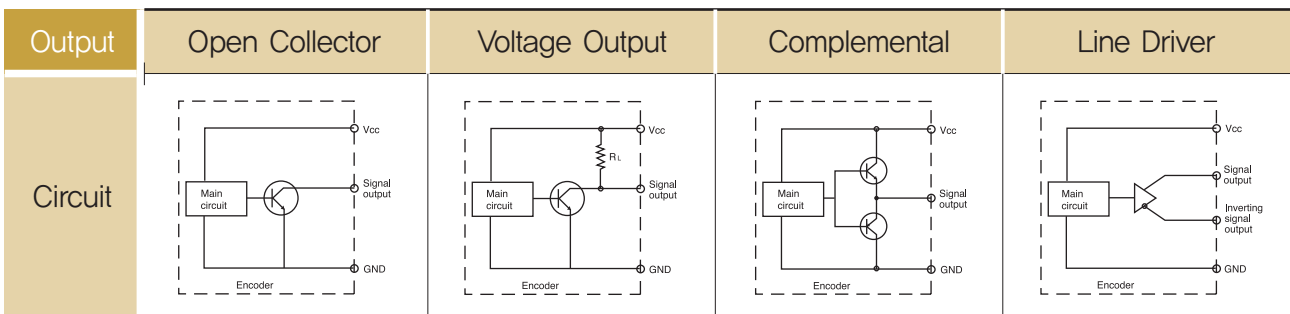 Output
Open Collector
Voltage Output
Complemental
Line Driver
Circuit
Vcc
Main
circuit
Signal
output
GND
Encoder
Vcc
RL
Main
circuit
Signal
output
GND
Encoder
Vcc
Main
circuit
Signal
output
GND
Encoder
Vcc
Signal
output
Main
circuit
Inverting
signal
output
GND
Encoder